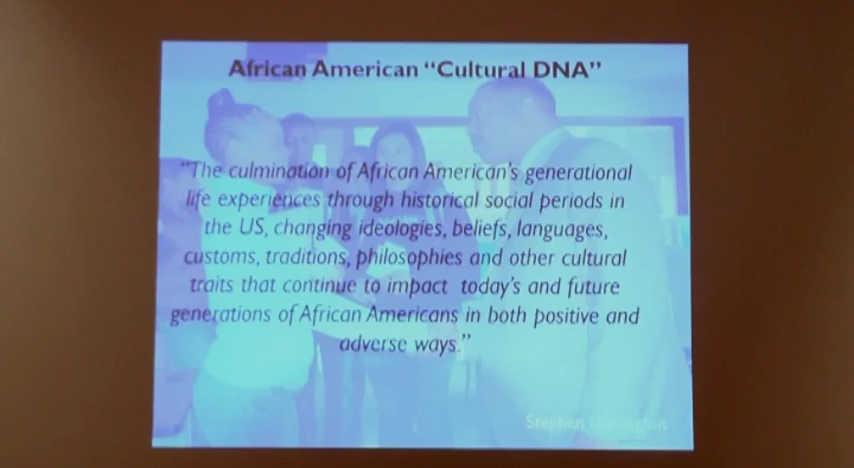 African American “Cultural DNA”
“The culmination of African American’s generational
life experiences through historical social periods in
the US, changing ideologies, beliefs, languages,
customs, traditions, philosophies and other cultural
traits that continue to impact today’s and future
generations of African Americans in both positive and
adverse ways.”
Stephen